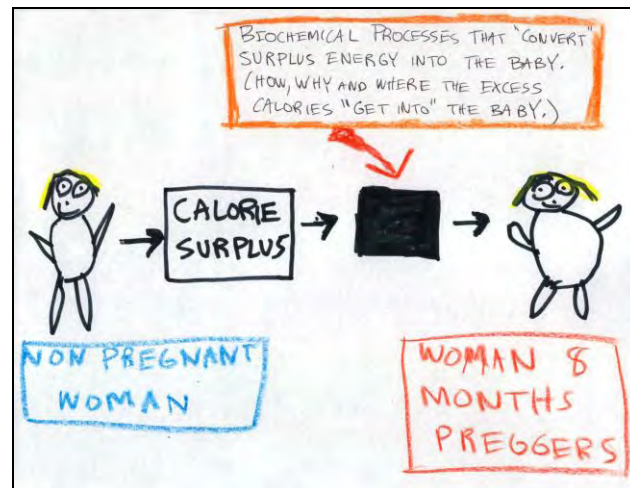 BIOCHEMICAL PROCESSES THAT "CONVERT"
SURPLUS ENERGY INTO THE BABY.
(HOW, WHY AND WHERE THE EXCESS
CALORIES "GET INTO" THE BABY.)
CALORIE
SURPLUS
NON PREGNANT
WOMAN
WOMAN 8
MONTHS
PREGGERS